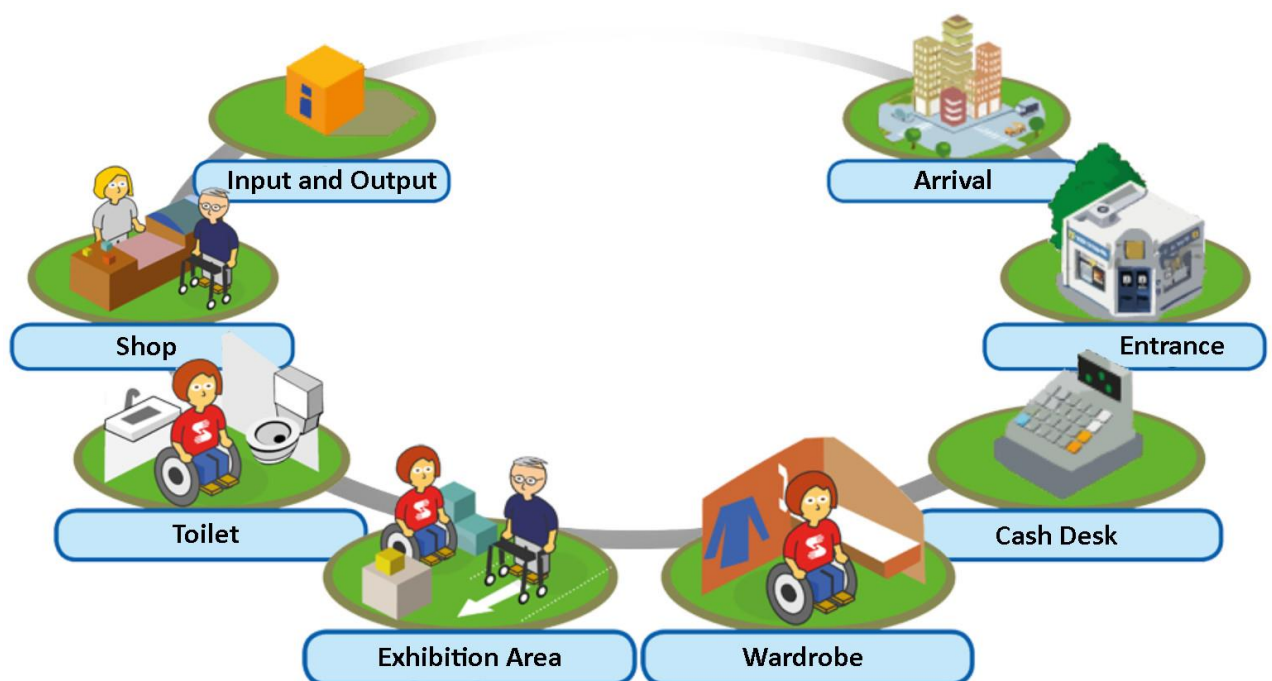 Input and Output
Arrival
Shop
Entrance
Toilet
Cash Desk
Exhibition Area
Wardrobe